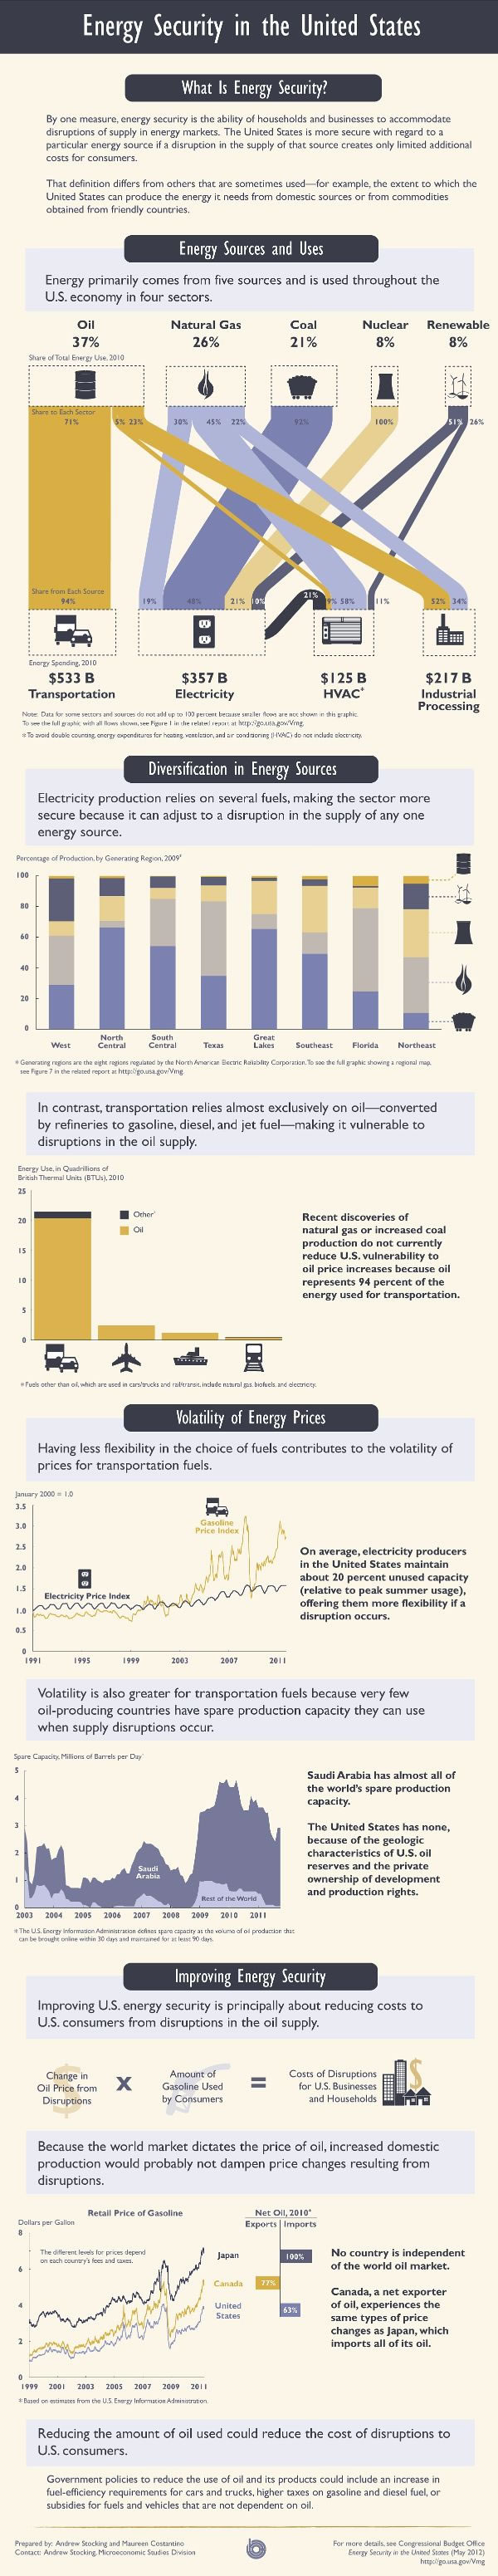 Energy Security in the United States
What Is Energy Security?
By one measure, energy security is the ability of households and businesses to accommodate
disruptions of supply in energy markets. The United States is more secure with regard to a
particular energy source if a disruption in the supply of that source creates only limited additional
costs for consumers.
That definition differs from others that are sometimes used—for example, the extent to which the
United States can produce the energy it needs from domestic sources or from commodities
obtained from friendly countries.
Energy Sources and Uses
Energy primarily comes from five sources and is used throughout the
U.S. economy in four sectors.
Oil Natural Gas Coal Nuclear Renewable
37% 26% 21% 8% 8%
Share of Total Energy Use, 2010
Share to Each Sector
71% 5% 23% 30% 45% 22% 92% 100% 51% 26%
Share from Each Source
94% 19% 48% 21% 10% 21% 9% 58% 11% 52% 34%
Energy Spending, 2010
$533 B $357 B $125 B $217 B
Transportation Electricity HVAC* Industrial
Processing
Note: Data for some sectors and sources do not add up to 100 percent because smaller flows are not shown in this graphic.
To see the full graphic with all flows shown, see Figure 1 in the related report at http://go.usa.gov/Vmg.
* To avoid double counting, energy expenditures for heating, ventilation, and air conditioning (HVAC) do not include electricity.
Diversification in Energy Sources
Electricity production relies on several fuels, making the sector more
secure because it can adjust to a disruption in the supply of any one
energy source.
Percentage of Production, by Generating Region, 2009*
100
80
60
40
20
0
West North Central South Central Texas Great Lakes Southeast Florida Northeast
* Generating regions are the eight regions regulated by the North American Electric Reliability Corporation. To see the full graphic showing a regional map,
see Figure 7 in the related report at http://go.usa.gov/Vmg.
In contrast, transportation relies almost exclusively on oil—converted
by refineries to gasoline, diesel, and jet fuel—making it vulnerable to
disruptions in the oil supply.
Energy Use, in Quadrillions of
British Thermal Units (BTUs), 2010
25
20
15
10
5
0
Other*
Oil
Recent discoveries of
natural gas or increased coal
production do not currently
reduce U.S. vulnerability to
oil price increases because oil
represents 94 percent of the
energy used for transportation.
* Fuels other than oil, which are used in cars/trucks and rail/transit, include natural gas, biofuels, and electricity.
Volatility of Energy Prices
Having less flexibility in the choice of fuels contributes to the volatility of
prices for transportation fuels.
January 2000 = 1.0
3.5
3.0
2.5
2.0
1.5
1.0
0.5
0
Gasoline
Price Index
Electricity Price Index
1991 1995 1999 2003 2007 2011
On average, electricity producers
in the United States maintain
about 20 percent unused capacity
(relative to peak summer usage),
offering them more flexibility if a
disruption occurs.
Volatility is also greater for transportation fuels because very few
oil-producing countries have spare production capacity they can use
when supply disruptions occur.
Spare Capacity, Millions of Barrels per Day*
5
4
3
2
1
0
Saudi
Arabia
Rest of the World
2003 2004 2005 2006 2007 2008 2009 2010 2011
Saudi Arabia has almost all of
the world's spare production
capacity.
The United States has none,
because of the geologic
characteristics of U.S. oil
reserves and the private
ownership of development
and production rights.
* The U.S. Energy Information Administration defines spare capacity as the volume of oil production that
can be brought online within 30 days and maintained for at least 90 days.
Improving Energy Security
Improving U.S. energy security is principally about reducing costs to
U.S. consumers from disruptions in the oil supply.
Change in
Oil Price from
Disruptions
X
Amount of
Gasoline Used
by Consumers
=
Costs of Disruptions
for U.S. Businesses
and Households
$
Because the world market dictates the price of oil, increased domestic
production would probably not dampen price changes resulting from
disruptions.
Retail Price of Gasoline
Dollars per Gallon
8
6
4
2
0
The different levels for prices depend
on each country's fees and taxes.
1999 2001 2003 2005 2007 2009 2011
Net Oil, 2010*
Exports Imports
Japan 100%
Canada 77%
United
States 63%
No country is independent
of the world oil market.
Canada, a net exporter
of oil, experiences the
same types of price
changes as Japan, which
imports all of its oil.
* Based on estimates from the U.S. Energy Information Administration.
Reducing the amount of oil used could reduce the cost of disruptions to
U.S. consumers.
Government policies to reduce the use of oil and its products could include an increase in
fuel-efficiency requirements for cars and trucks, higher taxes on gasoline and diesel fuel, or
subsidies for fuels and vehicles that are not dependent on oil.
Prepared by: Andrew Stocking and Maureen Costantino
Contact: Andrew Stocking, Microeconomic Studies Division
For more details, see Congressional Budget Office
Energy Security in the United States (May 2012)
http://go.usa.gov/Vmg